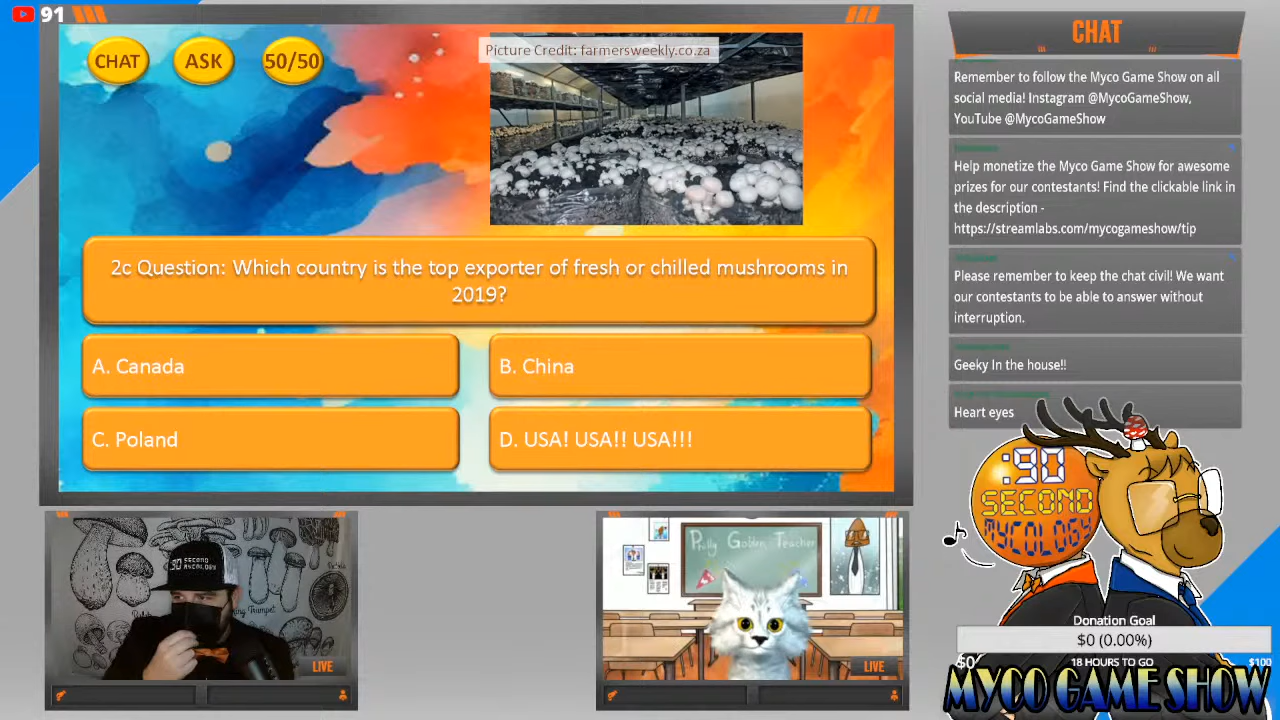 91
CHAT
ASK
50/50
Picture Credit: farmersweekly.co.za
2c Question: Which country is the top exporter of fresh or chilled mushrooms in
2019?
A. Canada
B. China
C. Poland
D. USA! USA!! USA!!!
CHAT
Remember to follow the Myco Game Show on all
social media! Instagram @MycoGameShow,
YouTube @MycoGameShow
Help monetize the Myco Game Show for awesome
prizes for our contestants! Find the clickable link in
the description -
https://streamlabs.com/mycogameshow/tip
Please remember to keep the chat civil! We want
our contestants to be able to answer without
interruption.
Geeky In the house!!
Heart eyes
:90
SECOND
MYCOLOGY
Donation Goal
$0 (0.00%)
$0
18 HOURS TO GO
$100
MYCO GAME SHOW
90 SECOND
MYCOLOGY
LIVE
Prolly Golden Teacher
LIVE